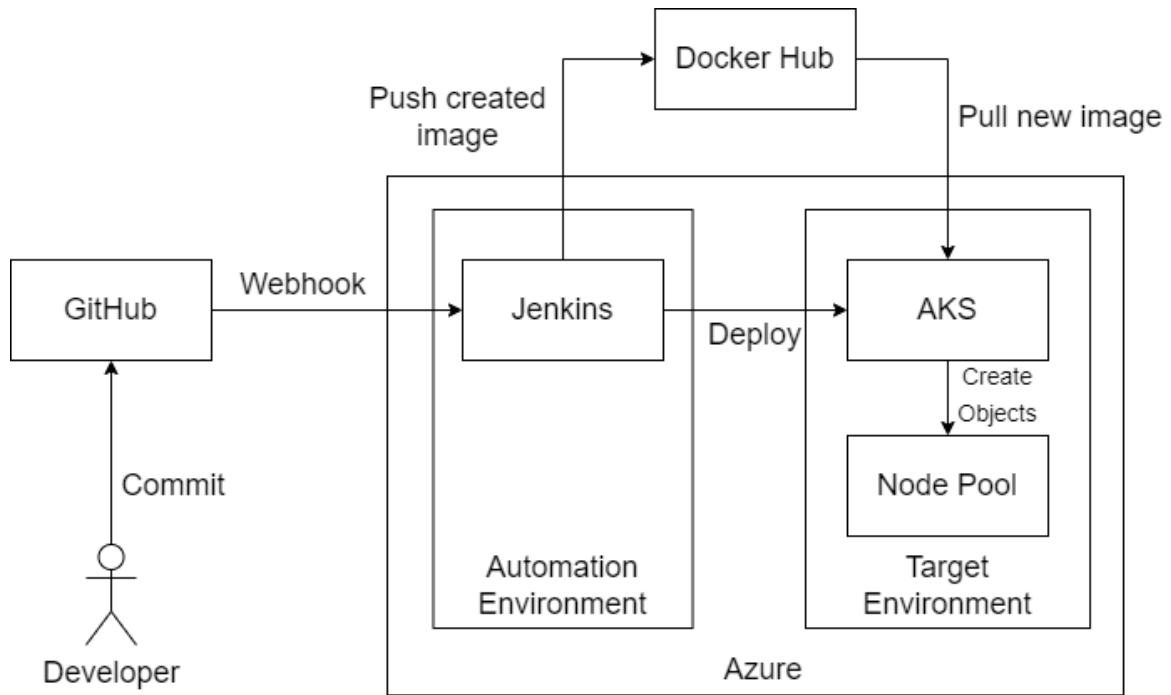 Docker Hub
Push created
image
Pull new image
GitHub
Webhook
Jenkins
Deploy
AKS
Create
Objects
Node Pool
Commit
Developer
Automation
Environment
Target
Environment
Azure